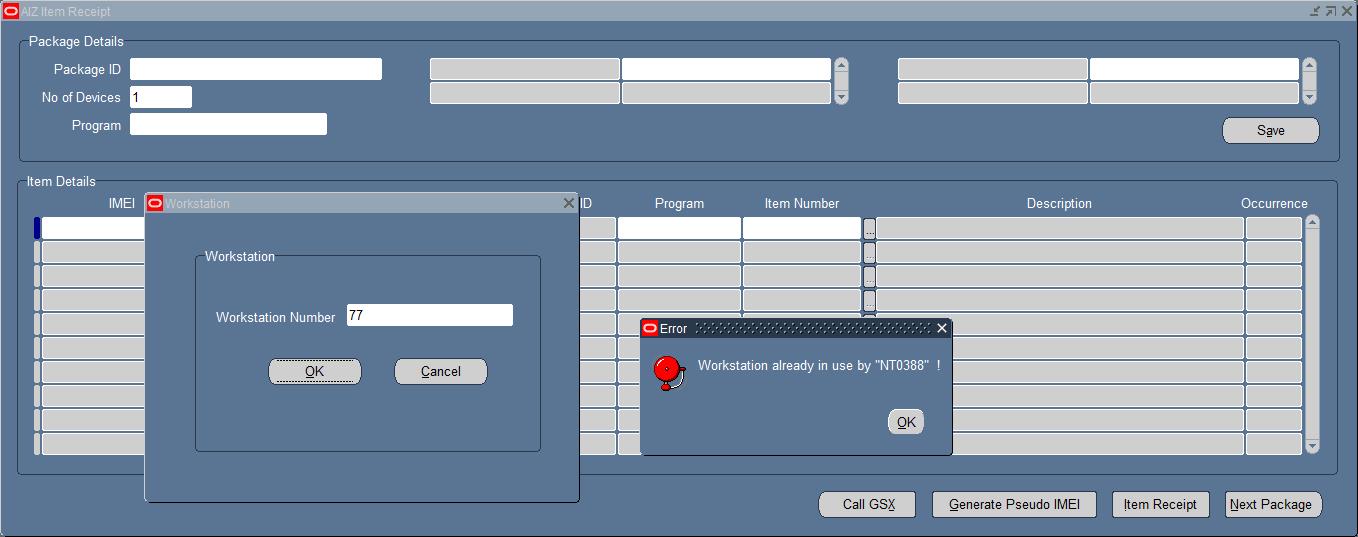 AIZ Item Receipt
Package Details
Package ID
No of Devices 1
Program
Save
Item Details
IMEI ID Program Item Number Description Occurrence
...
...
...
...
Workstation
Workstation
Workstation Number 77
OK Cancel
Error
Workstation already in use by "NT0388" !
OK
Call GSX Generate Pseudo IMEI Item Receipt Next Package